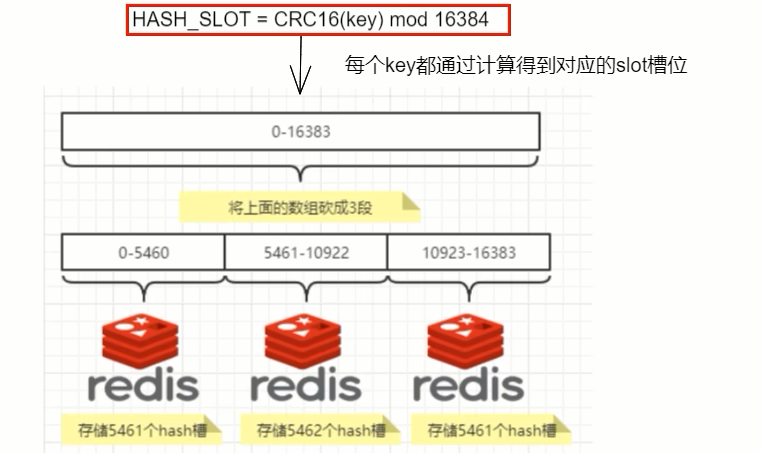 HASH_SLOT = CRC16(key) mod 16384
每个key都通过计算得到对应的slot槽位
0-16383
将上面的数组砍成3段
0-5460 5461-10922 10923-16383
redis redis redis
存储5461个hash槽 存储5462个hash槽 存储5461个hash槽